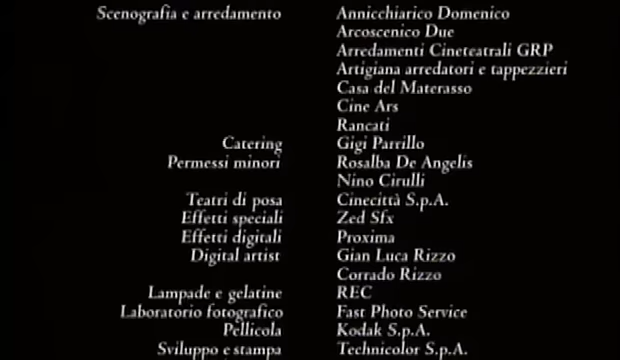 Scenografia e arredamento Annicchiarico Domenico
Arcoscenico Due
Arredamenti Cineteatrali GRP
Artigiana arredatori e tappezzieri
Casa del Materasso
Cine Ars
Rancati
Catering Gigi Parrillo
Permessi minori Rosalba De Angelis
Nino Cirulli
Teatri di posa Cinecittà S.p.A.
Effetti speciali Zed Sfx
Effetti digitali Proxima
Digital artist Gian Luca Rizzo
Corrado Rizzo
Lampade e gelatine REC
Laboratorio fotografico Fast Photo Service
Pellicola Kodak S.p.A.
Sviluppo e stampa Technicolor S.p.A.